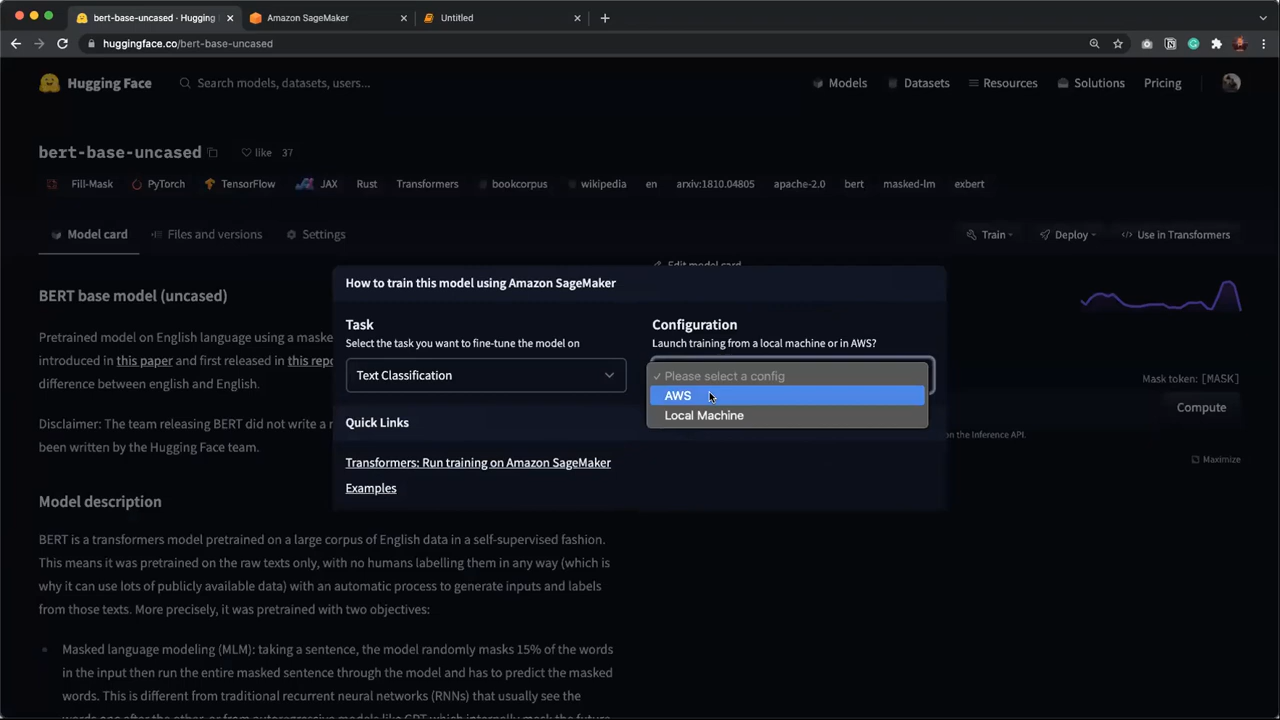 bert-base-uncased · Hugging
Amazon SageMaker
Untitled
huggingface.co/bert-base-uncased
Hugging Face
Search models, datasets, users...
Models
Datasets
Resources
Solutions
Pricing
bert-base-uncased
like 37
Fill-Mask
PyTorch
TensorFlow
JAX
Rust
Transformers
bookcorpus
wikipedia
en
arxiv:1810.04805
apache-2.0
bert
masked-lm
exbert
Model card
Files and versions
Settings
Train
Deploy
</> Use in Transformers
Edit model card
How to train this model using Amazon SageMaker
Task
Select the task you want to fine-tune the model on
Text Classification
Configuration
Launch training from a local machine or in AWS?
✓ Please select a config
AWS
Local Machine
Quick Links
Transformers: Run training on Amazon SageMaker
Examples
Mask token: [MASK]
Compute
on the Inference API.
Maximize
BERT base model (uncased)
Pretrained model on English language using a maske
introduced in this paper and first released in this repo
difference between english and English.
Disclaimer: The team releasing BERT did not write a r
been written by the Hugging Face team.
Model description
BERT is a transformers model pretrained on a large corpus of English data in a self-supervised fashion.
This means it was pretrained on the raw texts only, with no humans labelling them in any way (which is
why it can use lots of publicly available data) with an automatic process to generate inputs and labels
from those texts. More precisely, it was pretrained with two objectives:
• Masked language modeling (MLM): taking a sentence, the model randomly masks 15% of the words
in the input then run the entire masked sentence through the model and has to predict the masked
words. This is different from traditional recurrent neural networks (RNNs) that usually see the